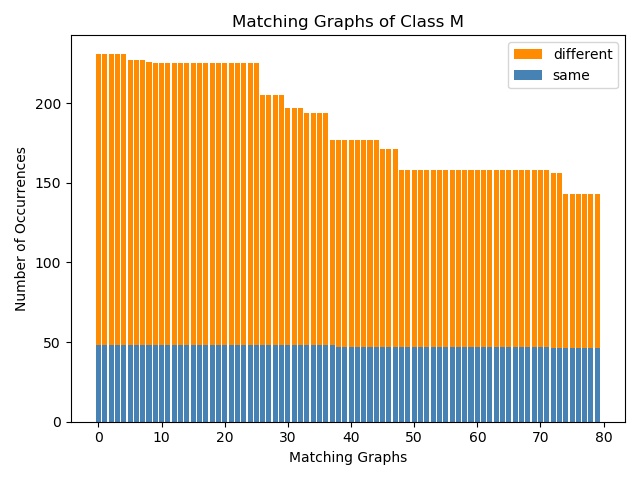 Matching Graphs of Class M
different
same
Number of Occurrences
200
150
100
50
0
0 10 20 30 40 50 60 70 80
Matching Graphs